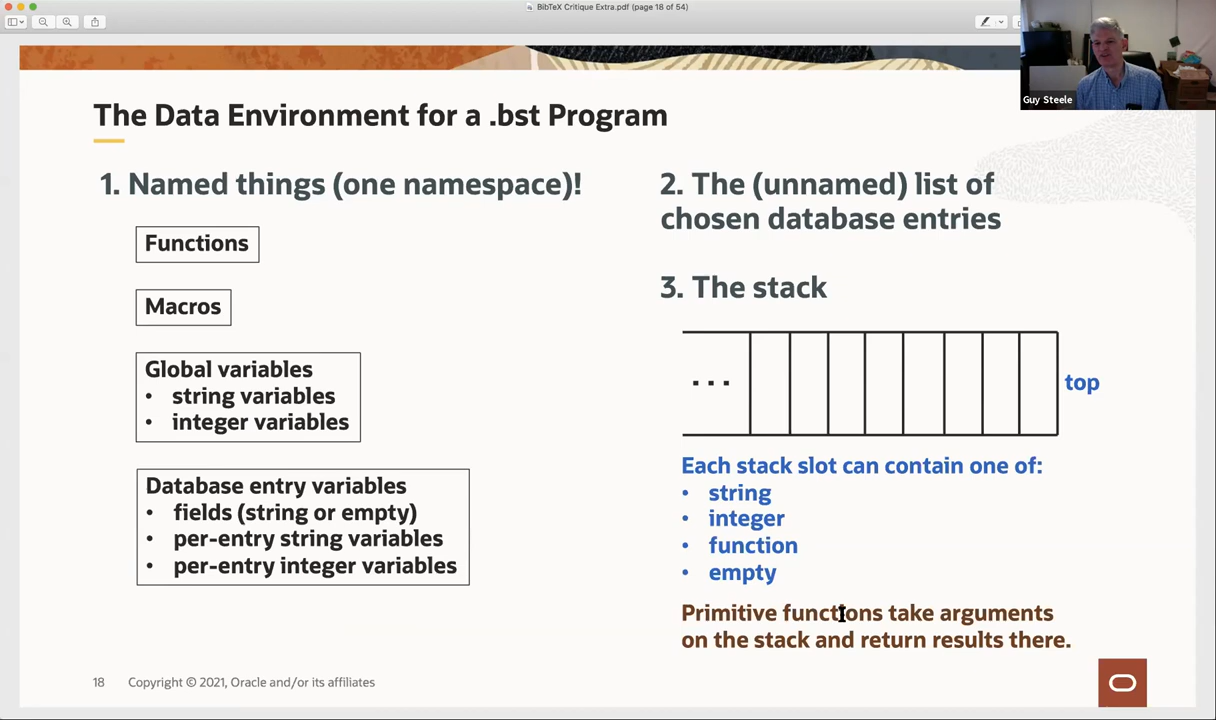 BibTeX Critique Extra.pdf (page 18 of 54)
Guy Steele
The Data Environment for a .bst Program
1. Named things (one namespace)!
Functions
Macros
Global variables
• string variables
• integer variables
Database entry variables
• fields (string or empty)
• per-entry string variables
• per-entry integer variables
2. The (unnamed) list of
chosen database entries
3. The stack
...
top
Each stack slot can contain one of:
• string
• integer
• function
• empty
Primitive functions take arguments
on the stack and return results there.
18 Copyright © 2021, Oracle and/or its affiliates